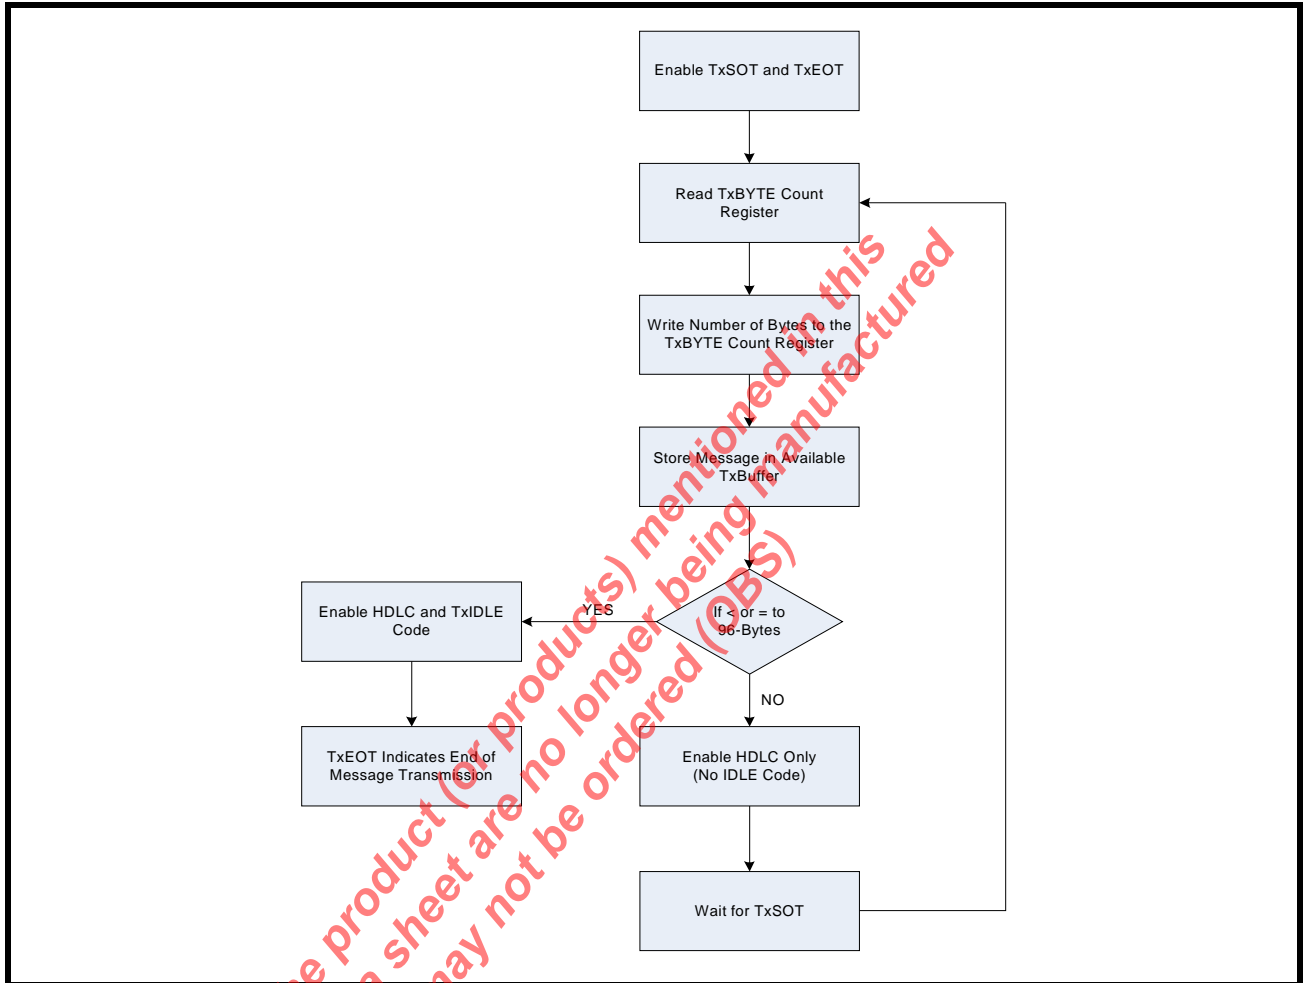 Enable TxSOT and TxEOT
Read TxBYTE Count
Register
Write Number of Bytes to the
TxBYTE Count Register
Store Message in Available
TxBuffer
If < or = to
96-Bytes
YES
Enable HDLC and TxIDLE
Code
TxEOT Indicates End of
Message Transmission
NO
Enable HDLC Only
(No IDLE Code)
Wait for TxSOT
product (or products) mentioned in this
sheet are no longer being manufactured
may not be ordered (OBS)